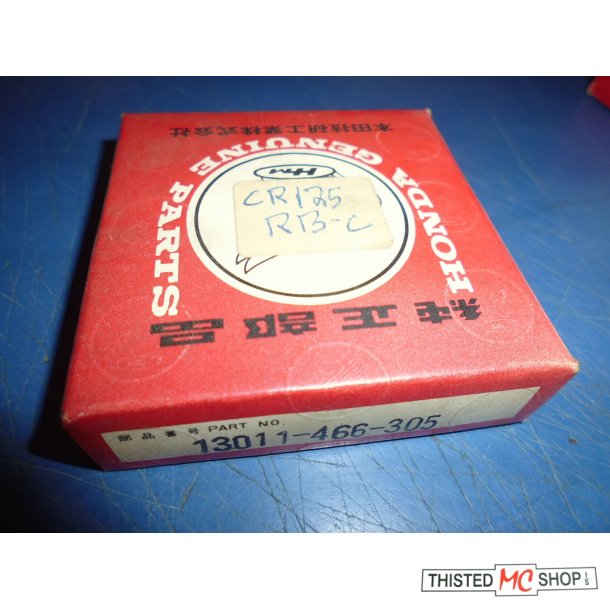 本田技研工業株式会社
HONDA GENUINE PARTS
HM
CR125
RB-C
純正部品
部品番号 PART NO.
13011-466-305
THISTED MC SHOP I/S